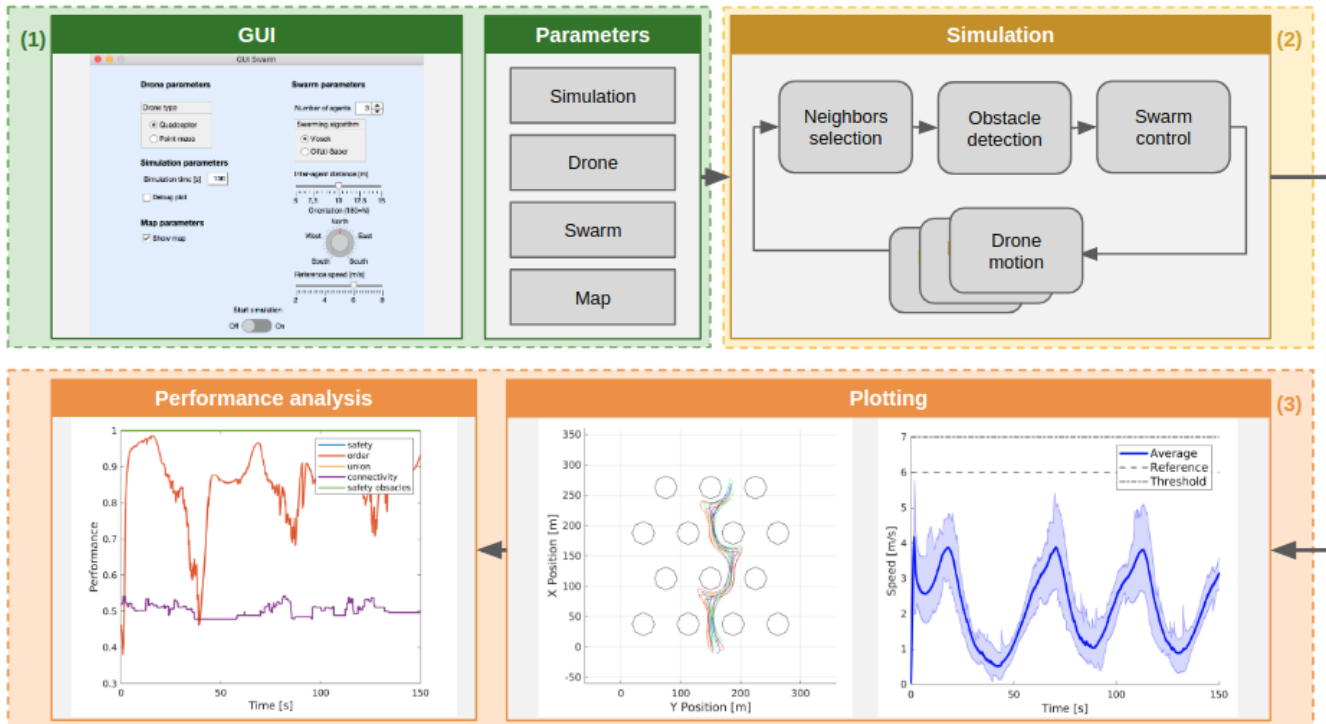 (1)
GUI
GUI Swarm
Drone parameters
Drone type
Quadcopter
Point mass
Simulation parameters
Simulation time [s]
Debug plot
Map parameters
Show map
Swarm parameters
Number of agents 3
Swarming algorithm
Vasek
Olfati-Saber
Inter-agent distance [m]
5 7.5 10 12.5 15
Orientation (180=N)
North
West East
South South
Reference speed [m/s]
2 4 6 8
Start simulation
Off On
Parameters
Simulation
Drone
Swarm
Map
Simulation
(2)
Neighbors
selection
Obstacle
detection
Swarm
control
Drone
motion
Performance analysis
1
0.9
0.8
0.7
0.6
0.5
0.4
0.3
0 50 100 150
Performance
Time [s]
safety
order
union
connectivity
safety obsacles
Plotting
(3)
350
300
250
200
150
100
50
0
-50
0 100 200 300
X Position [m]
Y Position [m]
7
6
5
4
3
2
1
0
0 50 100 150
Speed [m/s]
Time [s]
Average
Reference
Threshold